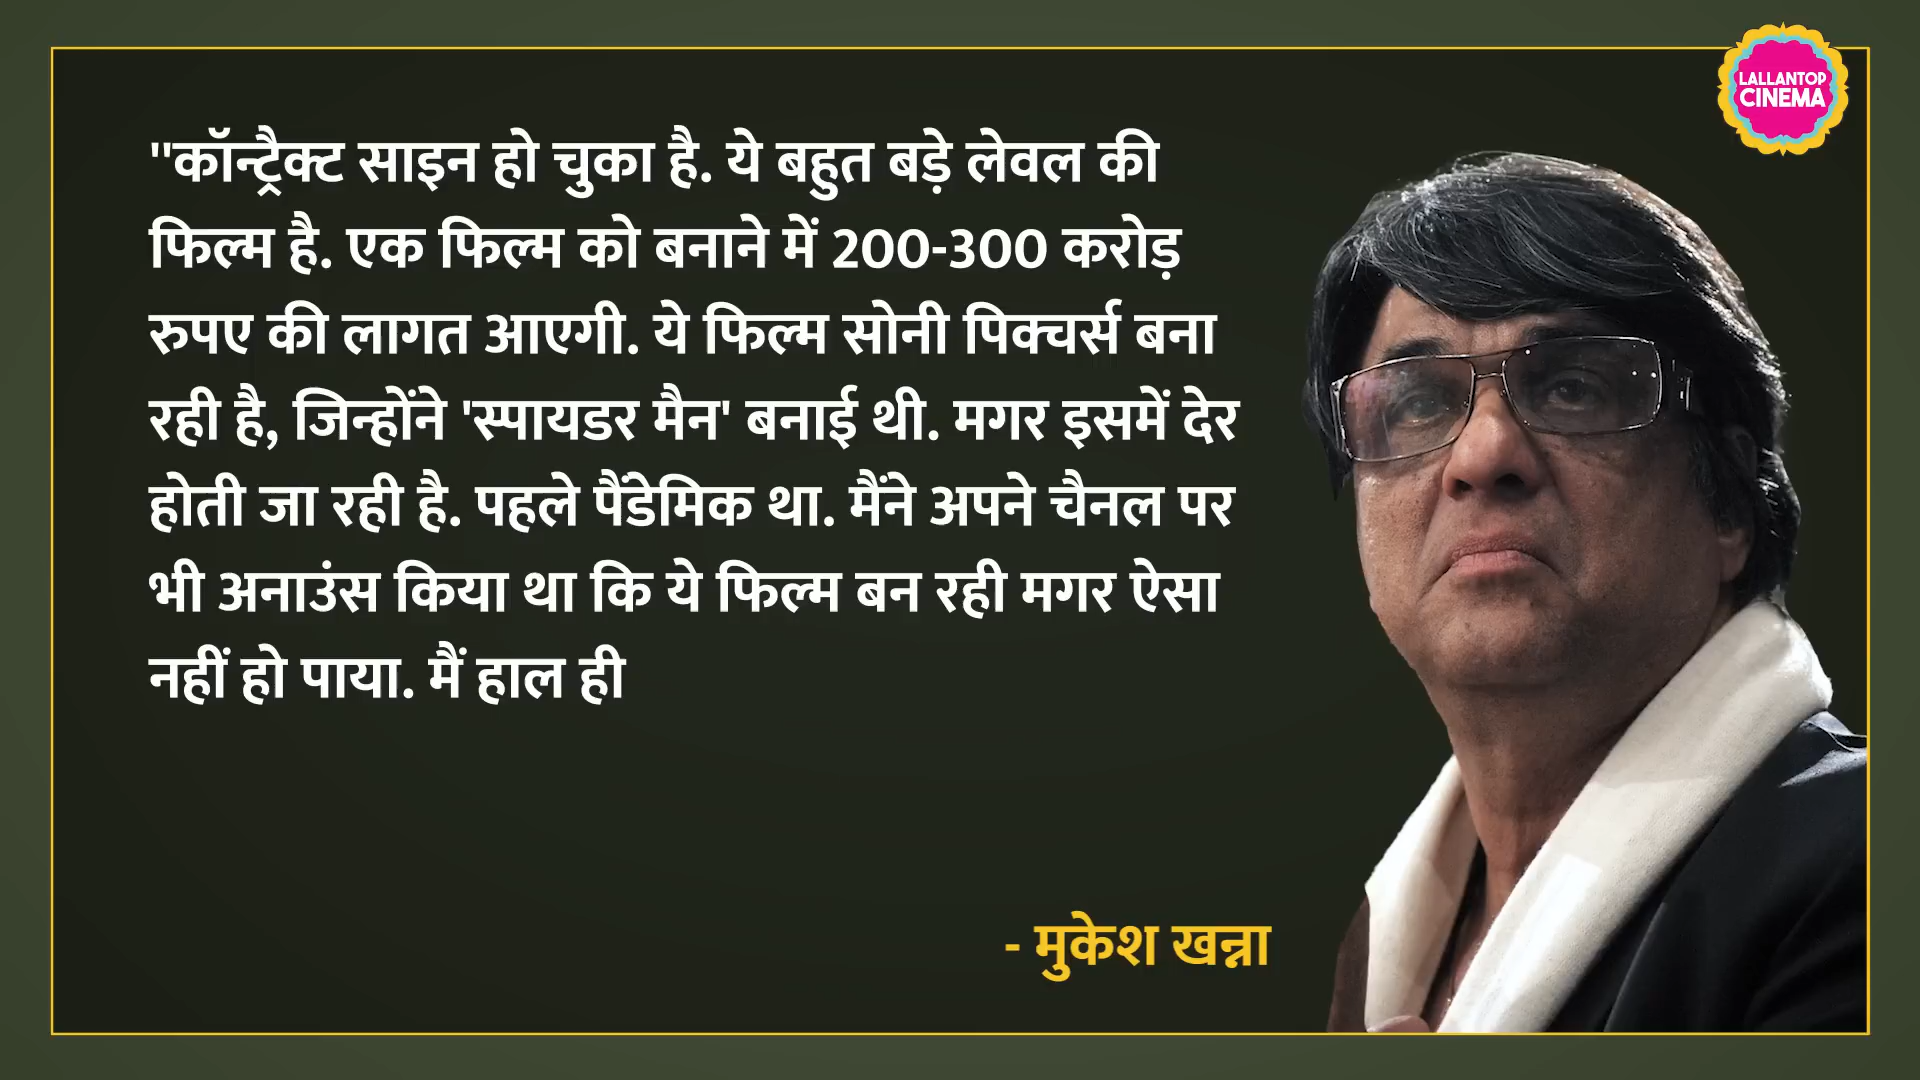 LALLANTOP
CINEMA
"कॉन्ट्रैक्ट साइन हो चुका है. ये बहुत बड़े लेवल की
फिल्म है. एक फिल्म को बनाने में 200-300 करोड़
रुपए की लागत आएगी. ये फिल्म सोनी पिक्चर्स बना
रही है, जिन्होंने 'स्पायडर मैन' बनाई थी. मगर इसमें देर
होती जा रही है. पहले पैंडेमिक था. मैंने अपने चैनल पर
भी अनाउंस किया था कि ये फिल्म बन रही मगर ऐसा
नहीं हो पाया. मैं हाल ही
- मुकेश खन्ना